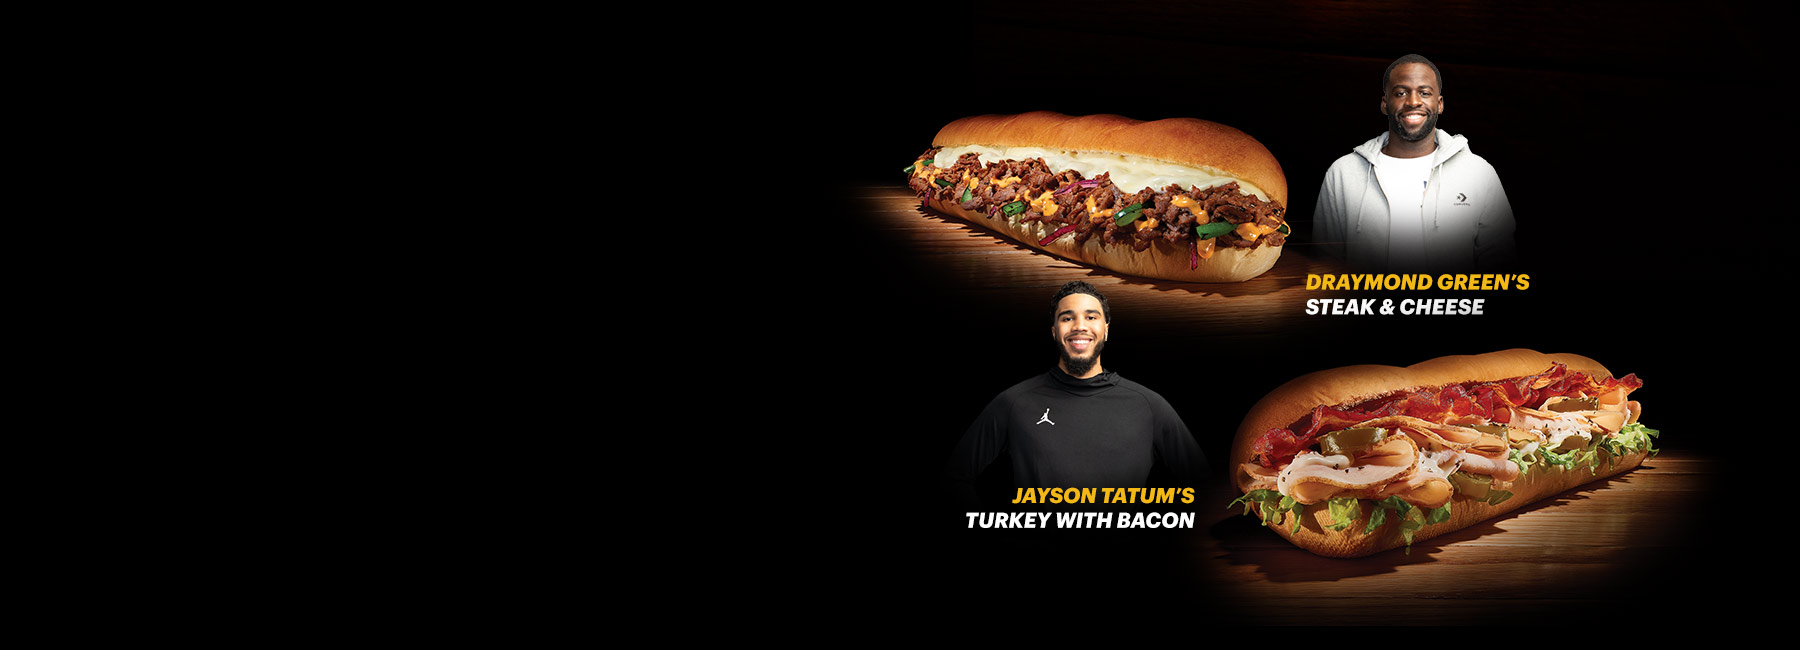 DRAYMOND GREEN'S
STEAK & CHEESE
JAYSON TATUM'S
TURKEY WITH BACON